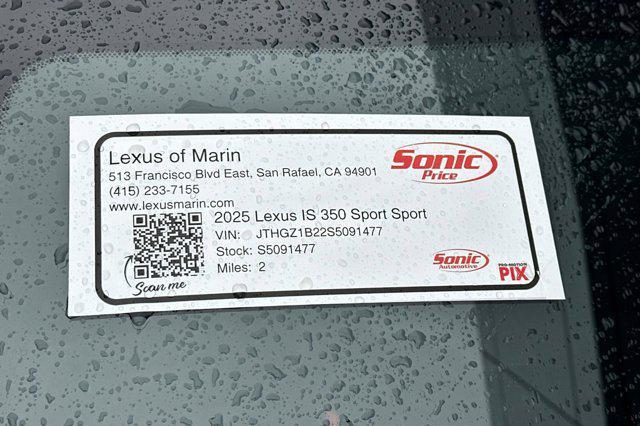 Lexus of Marin
513 Francisco Blvd East, San Rafael, CA 94901
(415) 233-7155
www.lexusmarin.com
Sonic
Price
2025 Lexus IS 350 Sport Sport
VIN: JTHGZ1B22S5091477
Stock: S5091477
Miles: 2
Scan me
Sonic
Automotive
PRO-MOTION
PIX